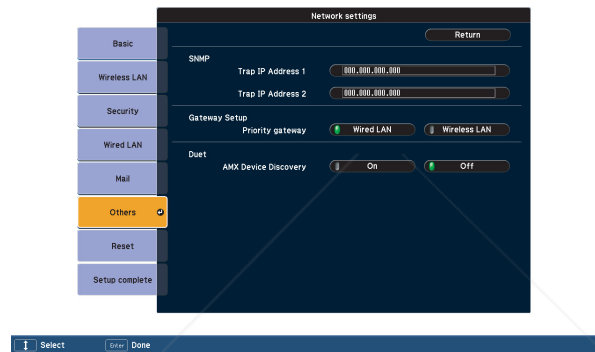 Network settings
Return
Basic
Wireless LAN
Security
Wired LAN
Mail
Others
Reset
Setup complete
SNMP
Trap IP Address 1 000.000.000.000
Trap IP Address 2 000.000.000.000
Gateway Setup
Priority gateway Wired LAN Wireless LAN
Duet
AMX Device Discovery On Off
Select Enter Done